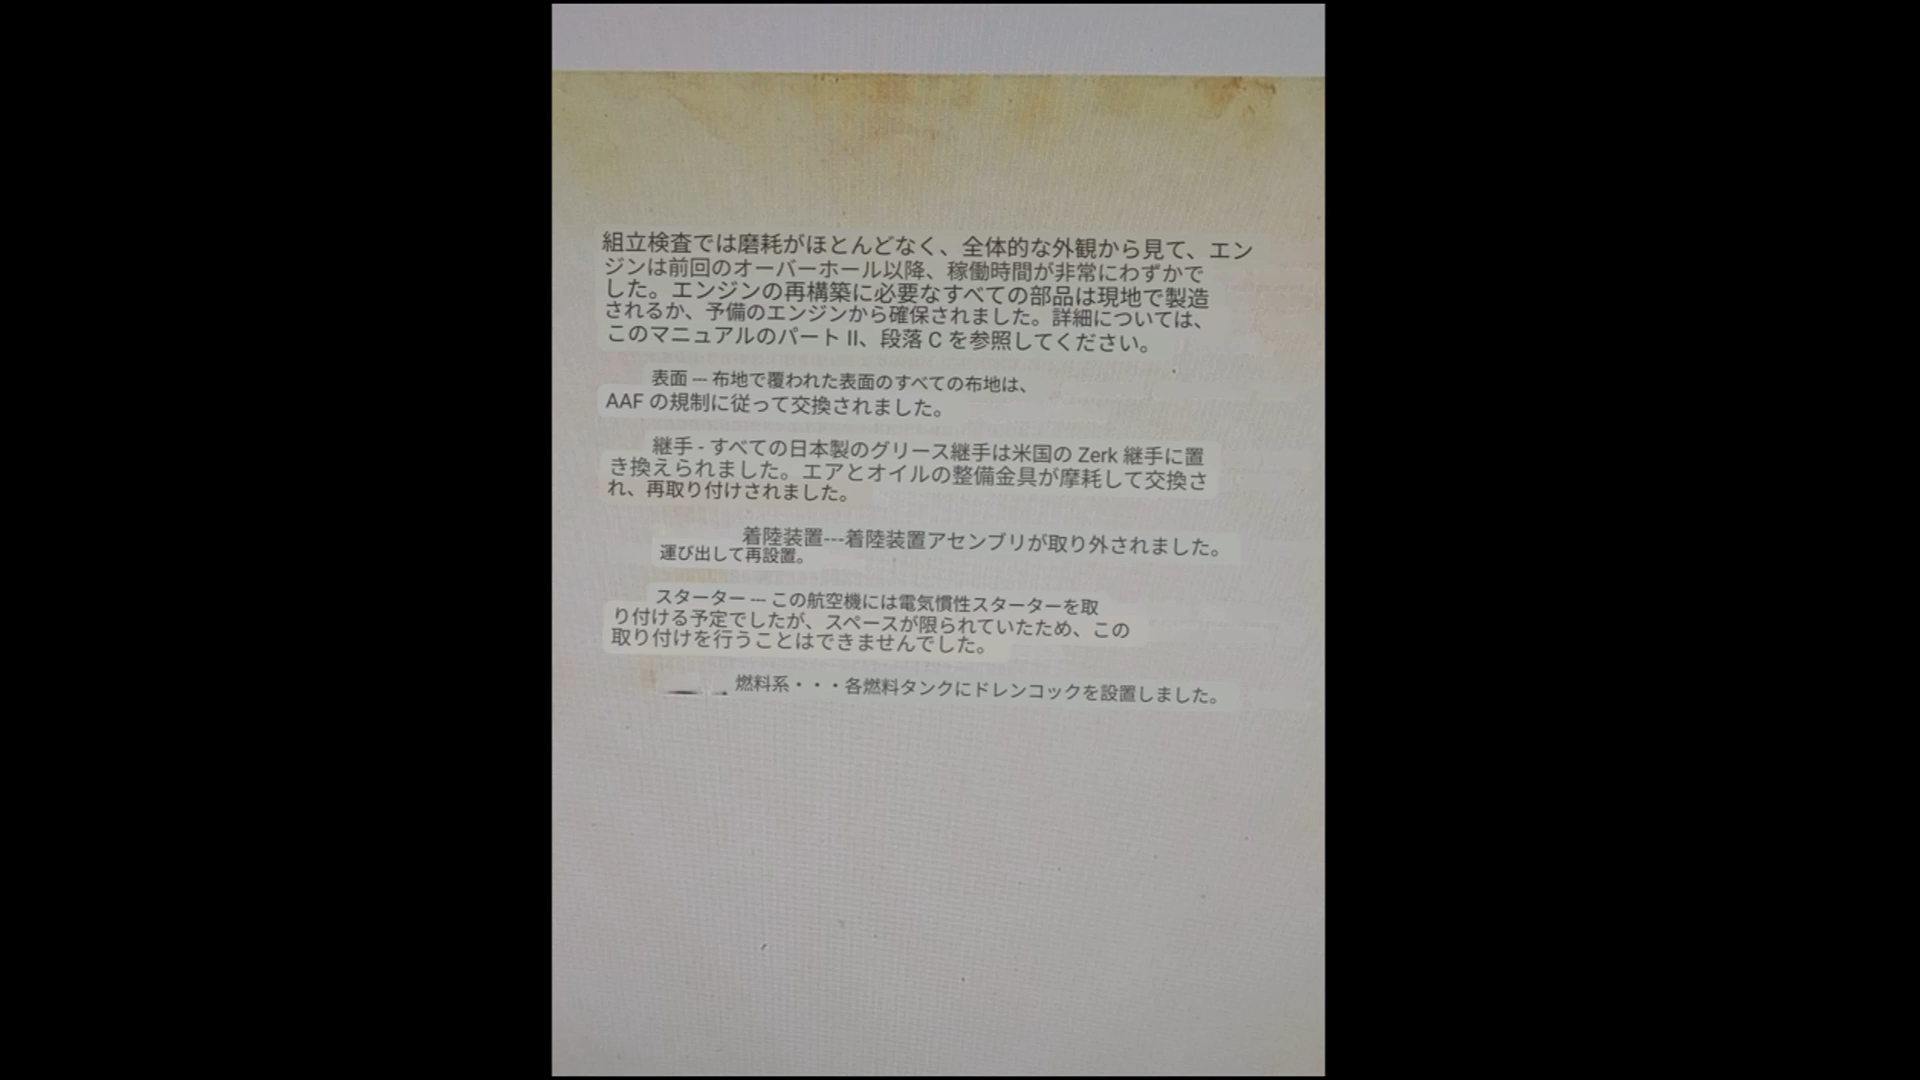 組立検査では磨耗がほとんどなく、全体的な外観から見て、エン
ジンは前回のオーバーホール以降、稼働時間が非常にわずかで
した。エンジンの再構築に必要なすべての部品は現地で製造
されるか、予備のエンジンから確保されました。詳細については、
このマニュアルのパート II、段落 C を参照してください。
表面 --- 布地で覆われた表面のすべての布地は、
AAF の規制に従って交換されました。
継手 - すべての日本製のグリース継手は米国の Zerk 継手に置
き換えられました。エアとオイルの整備金具が摩耗して交換さ
れ、再取り付けされました。
着陸装置---着陸装置アセンブリが取り外されました。
運び出して再設置。
スターター --- この航空機には電気慣性スターターを取
り付ける予定でしたが、スペースが限られていたため、この
取り付けを行うことはできませんでした。
燃料系・・・各燃料タンクにドレンコックを設置しました。